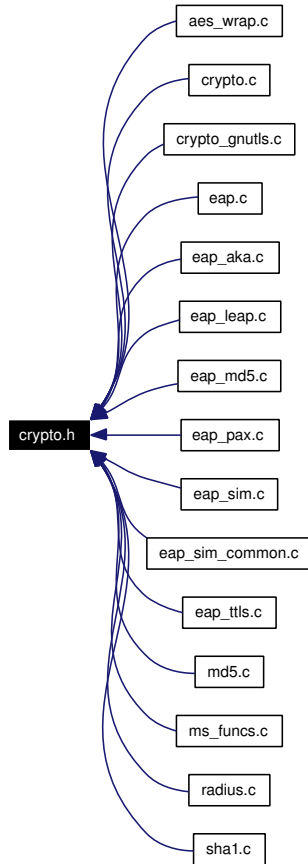 aes_wrap.c
crypto.c
crypto_gnutls.c
eap.c
eap_aka.c
eap_leap.c
eap_md5.c
crypto.h
eap_pax.c
eap_sim.c
eap_sim_common.c
eap_ttls.c
md5.c
ms_funcs.c
radius.c
sha1.c